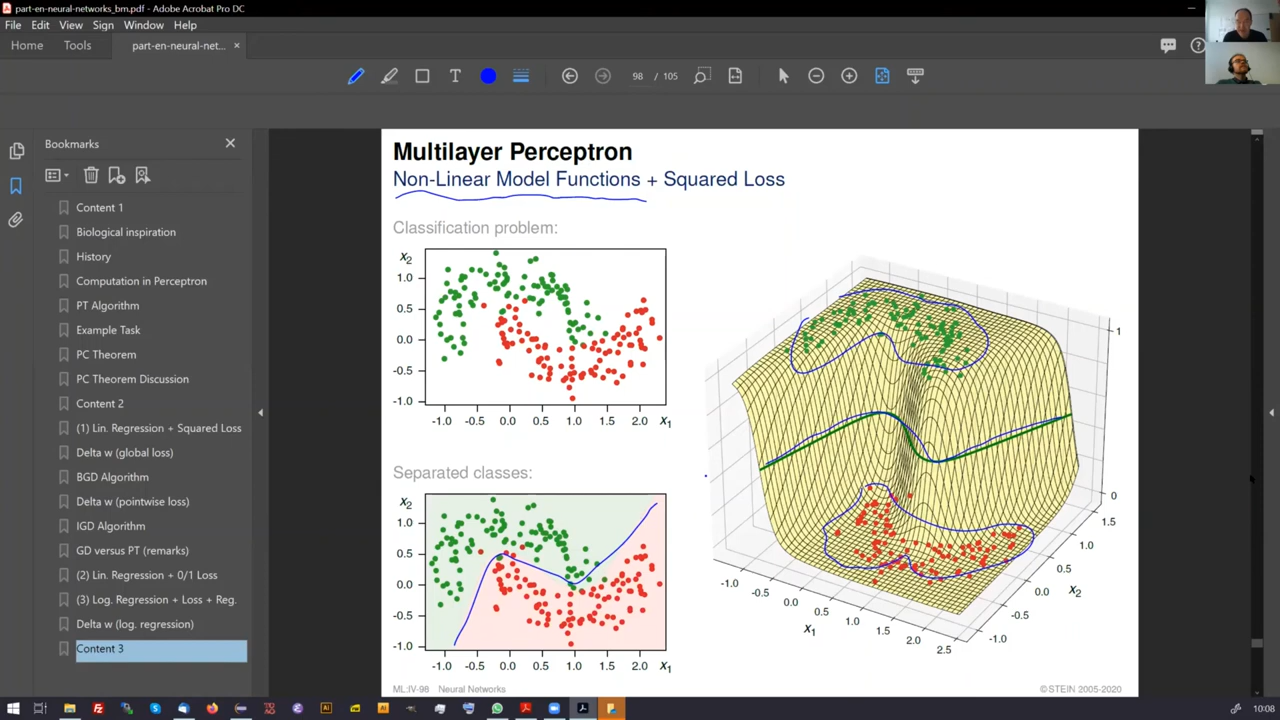 part-en-neural-networks_bm.pdf - Adobe Acrobat Pro DC
File Edit View Sign Window Help
Home Tools part-en-neural-net... ×
98 / 105
Bookmarks
Content 1
Biological inspiration
History
Computation in Perceptron
PT Algorithm
Example Task
PC Theorem
PC Theorem Discussion
Content 2
(1) Lin. Regression + Squared Loss
Delta w (global loss)
BGD Algorithm
Delta w (pointwise loss)
IGD Algorithm
GD versus PT (remarks)
(2) Lin. Regression + 0/1 Loss
(3) Log. Regression + Loss + Reg.
Delta w (log. regression)
Content 3
Multilayer Perceptron
Non-Linear Model Functions + Squared Loss
Classification problem:
x2
1.0
0.5
0.0
-0.5
-1.0
-1.0 -0.5 0.0 0.5 1.0 1.5 2.0 x1
Separated classes:
x2
1.0
0.5
0.0
-0.5
-1.0
-1.0 -0.5 0.0 0.5 1.0 1.5 2.0 x1
1
0
1.5
1.0
0.5
0.0
-0.5
-1.0
x2
-1.0 -0.5 0.0 0.5 1.0 1.5 2.0 2.5
x1
ML:IV-98 Neural Networks ©STEIN 2005-2020
10:08